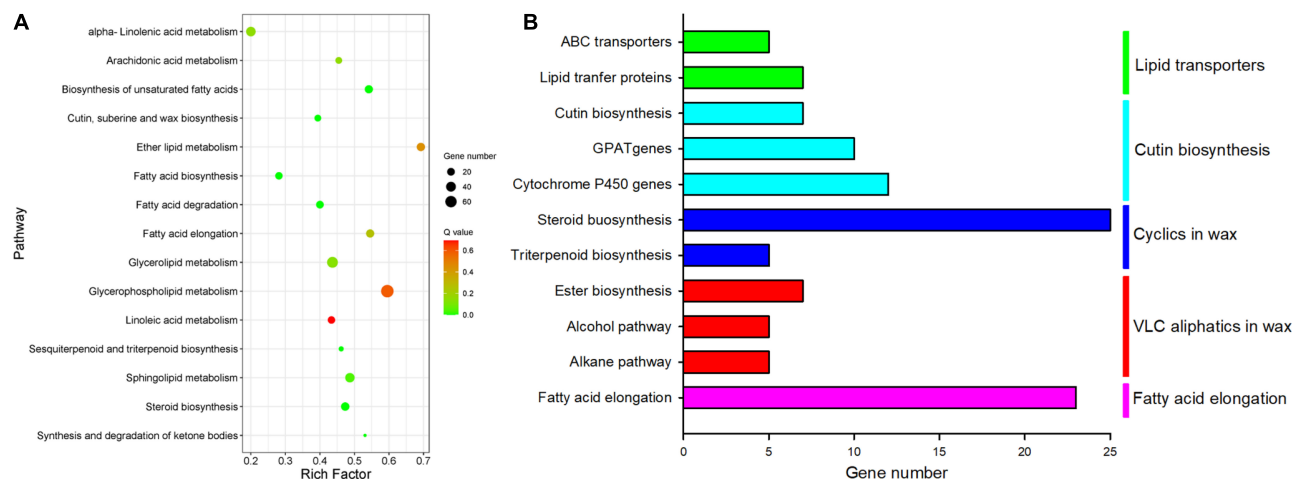 A
alpha- Linolenic acid metabolism
Arachidonic acid metabolism
Biosynthesis of unsaturated fatty acids
Cutin, suberine and wax biosynthesis
Ether lipid metabolism
Fatty acid biosynthesis
Fatty acid degradation
Fatty acid elongation
Glycerolipid metabolism
Glycerophospholipid metabolism
Linoleic acid metabolism
Sesquiterpenoid and triterpenoid biosynthesis
Sphingolipid metabolism
Steroid biosynthesis
Synthesis and degradation of ketone bodies
Pathway
0.2 0.3 0.4 0.5 0.6 0.7
Rich Factor
Gene number
20
40
60
Q value
0.6
0.4
0.2
0.0
B
ABC transporters
Lipid tranfer proteins
Cutin biosynthesis
GPATgenes
Cytochrome P450 genes
Steroid buosynthesis
Triterpenoid biosynthesis
Ester biosynthesis
Alcohol pathway
Alkane pathway
Fatty acid elongation
0 5 10 15 20 25
Gene number
Lipid transporters
Cutin biosynthesis
Cyclics in wax
VLC aliphatics in wax
Fatty acid elongation